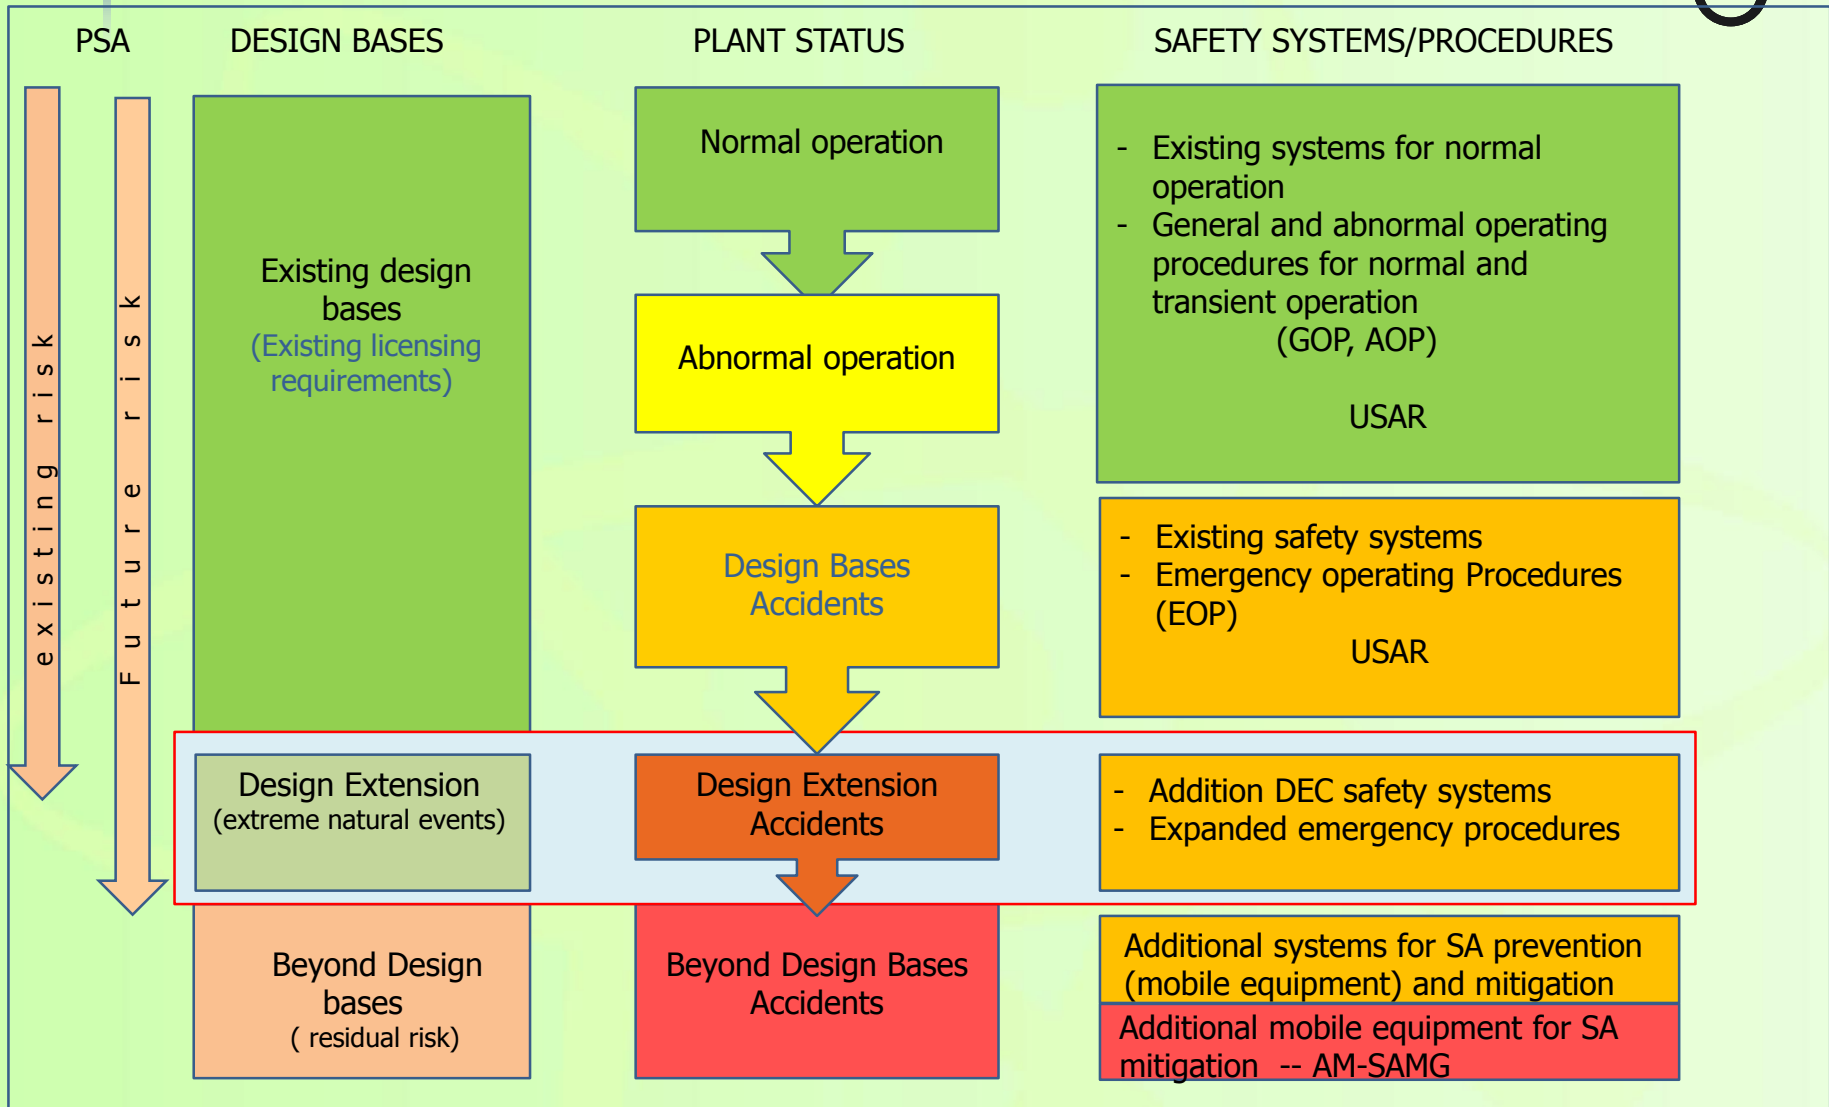 PSA
DESIGN BASES
PLANT STATUS
SAFETY SYSTEMS/PROCEDURES
existing risk
Future risk
Existing design
bases
(Existing licensing
requirements)
Normal operation
- Existing systems for normal
operation
- General and abnormal operating
procedures for normal and
transient operation
(GOP, AOP)
USAR
Abnormal operation
Design Bases
Accidents
- Existing safety systems
- Emergency operating Procedures
(EOP)
USAR
Design Extension
(extreme natural events)
Design Extension
Accidents
- Addition DEC safety systems
- Expanded emergency procedures
Beyond Design
bases
( residual risk)
Beyond Design Bases
Accidents
Additional systems for SA prevention
(mobile equipment) and mitigation
Additional mobile equipment for SA
mitigation -- AM-SAMG